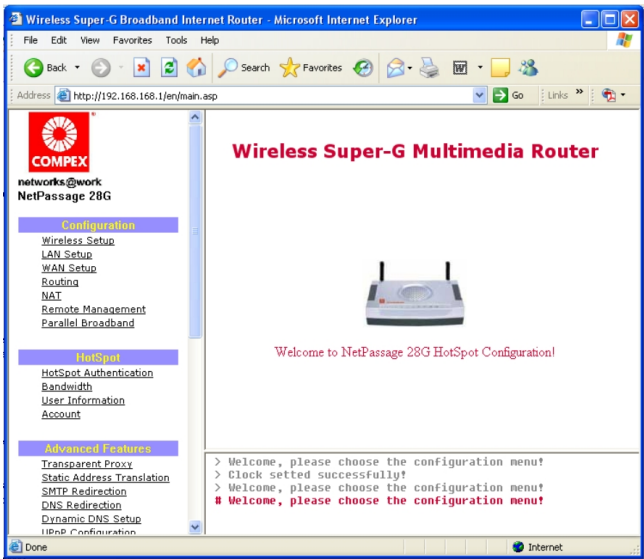 Wireless Super-G Broadband Internet Router - Microsoft Internet Explorer
File Edit View Favorites Tools Help
Back Search Favorites
Address http://192.168.168.1/en/main.asp Go Links »
COMPEX
networks@work
NetPassage 28G
Configuration
Wireless Setup
LAN Setup
WAN Setup
Routing
NAT
Remote Management
Parallel Broadband
HotSpot
HotSpot Authentication
Bandwidth
User Information
Account
Advanced Features
Transparent Proxy
Static Address Translation
SMTP Redirection
DNS Redirection
Dynamic DNS Setup
UPnP Configuration
Wireless Super-G Multimedia Router
Welcome to NetPassage 28G HotSpot Configuration!
> Welcome, please choose the configuration menu!
> Clock setted successfully!
> Welcome, please choose the configuration menu!
# Welcome, please choose the configuration menu!
Done Internet